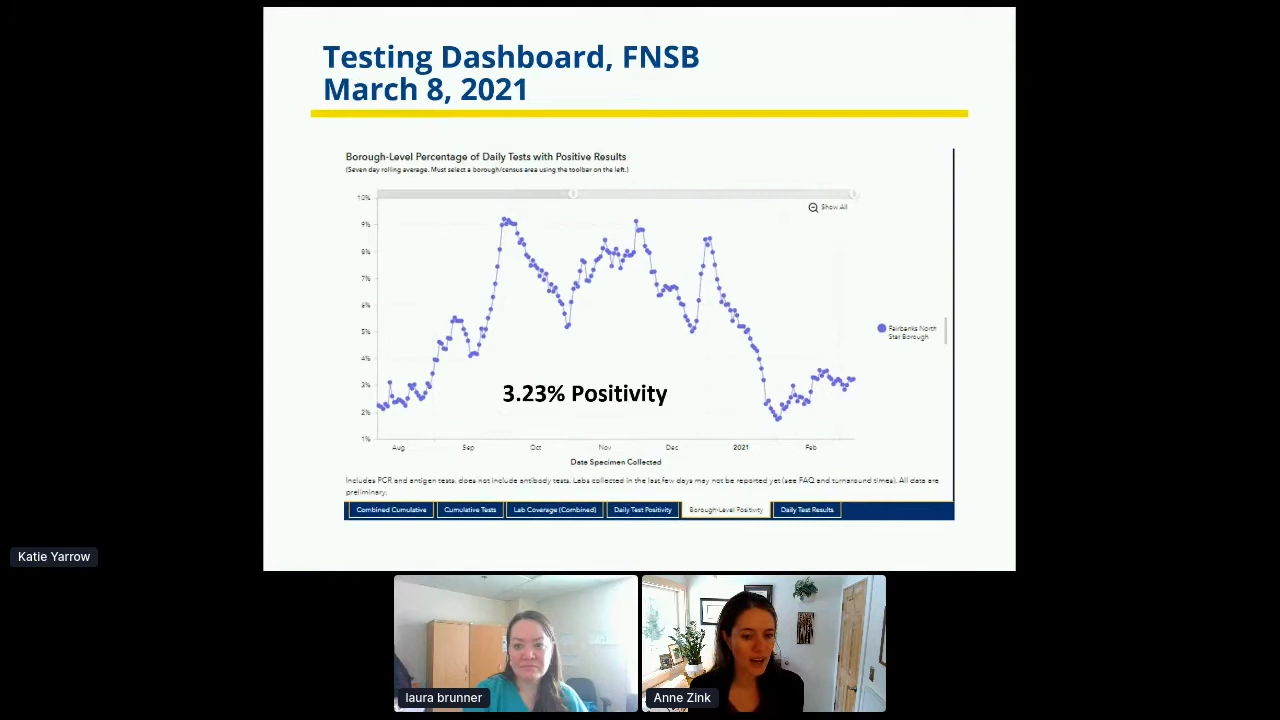 Testing Dashboard, FNSB
March 8, 2021
Borough-Level Percentage of Daily Tests with Positive Results
(Seven day rolling average. Must select a borough/census area using the toolbar on the left.)
Show All
10%
9%
8%
7%
6%
5%
4%
3%
2%
1%
Fairbanks North
Star Borough
3.23% Positivity
Aug Sep Oct Nov Dec 2021 Feb
Date Specimen Collected
Includes PCR and antigen tests, does not include antibody tests. Labs collected in the last few days may not be reported yet (see FAQ and turnaround times). All data are
preliminary.
Combined Cumulative Cumulative Tests Lab Coverage (Combined) Daily Test Positivity Borough-Level Positivity Daily Test Results
Katie Yarrow
laura brunner
Anne Zink